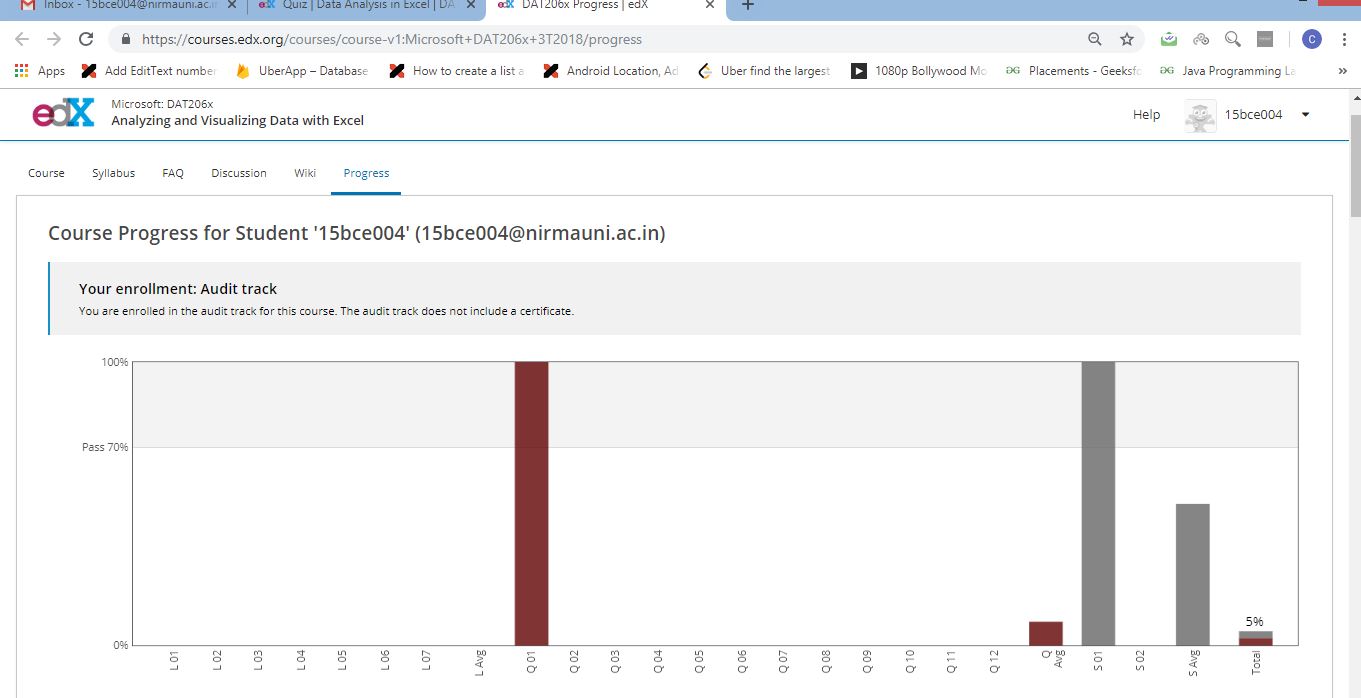 Inbox - 15bce004@nirmauni.ac.in
edX Quiz | Data Analysis in Excel | DA
edX DAT206x Progress | edX
https://courses.edx.org/courses/course-v1:Microsoft+DAT206x+3T2018/progress
C
Apps
Add EditText number
UberApp – Database
How to create a list a
Android Location, Ad
Uber find the largest
1080p Bollywood Mo
Placements - Geeksfo
Java Programming La
»
edX
Microsoft: DAT206x
Analyzing and Visualizing Data with Excel
Help
15bce004
Course
Syllabus
FAQ
Discussion
Wiki
Progress
Course Progress for Student '15bce004' (15bce004@nirmauni.ac.in)
Your enrollment: Audit track
You are enrolled in the audit track for this course. The audit track does not include a certificate.
100%
Pass 70%
0%
5%
L 01
L 02
L 03
L 04
L 05
L 06
L 07
L Avg
Q 01
Q 02
Q 03
Q 04
Q 05
Q 06
Q 07
Q 08
Q 09
Q 10
Q 11
Q 12
Q Avg
S 01
S 02
S Avg
Total